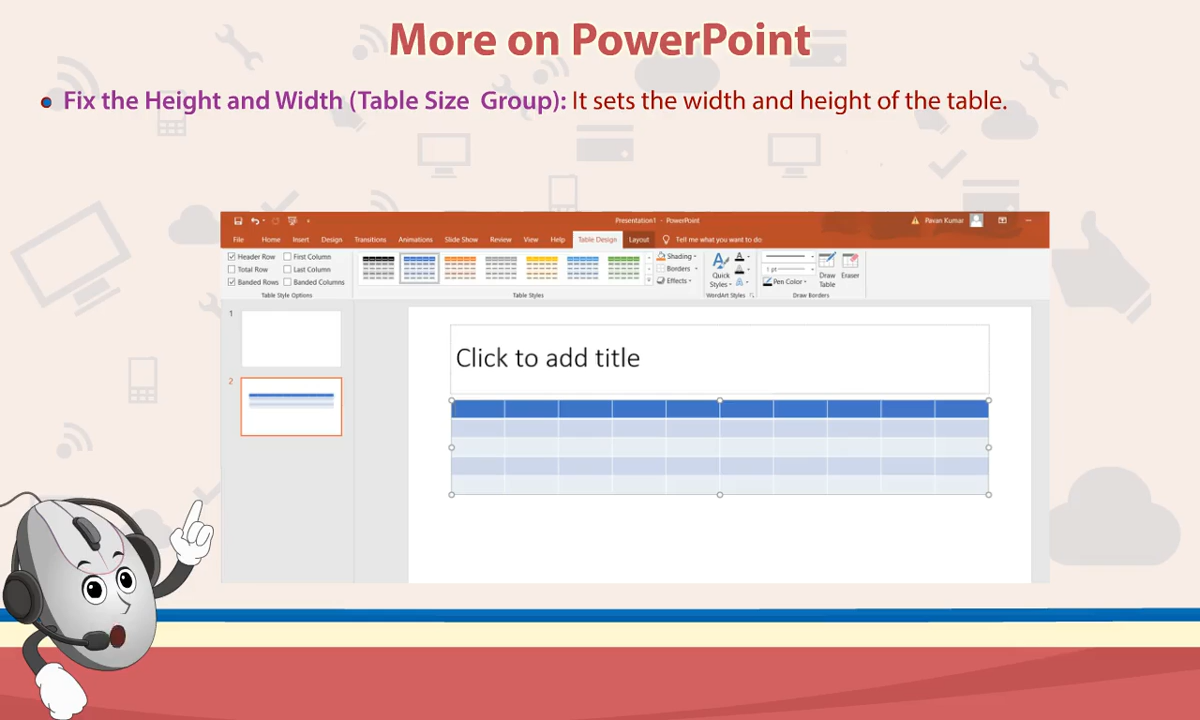 More on PowerPoint
Fix the Height and Width (Table Size Group): It sets the width and height of the table.
Presentation1 - PowerPoint
Pavan Kumar
File Home Insert Design Transitions Animations Slide Show Review View Help Table Design Layout Tell me what you want to do
Header Row First Column
Total Row Last Column
Banded Rows Banded Columns
Table Style Options
Table Styles
Shading
Borders
Effects
Quick Styles
WordArt Styles
1 pt
Pen Color
Draw Table
Eraser
Draw Borders
1
2
Click to add title